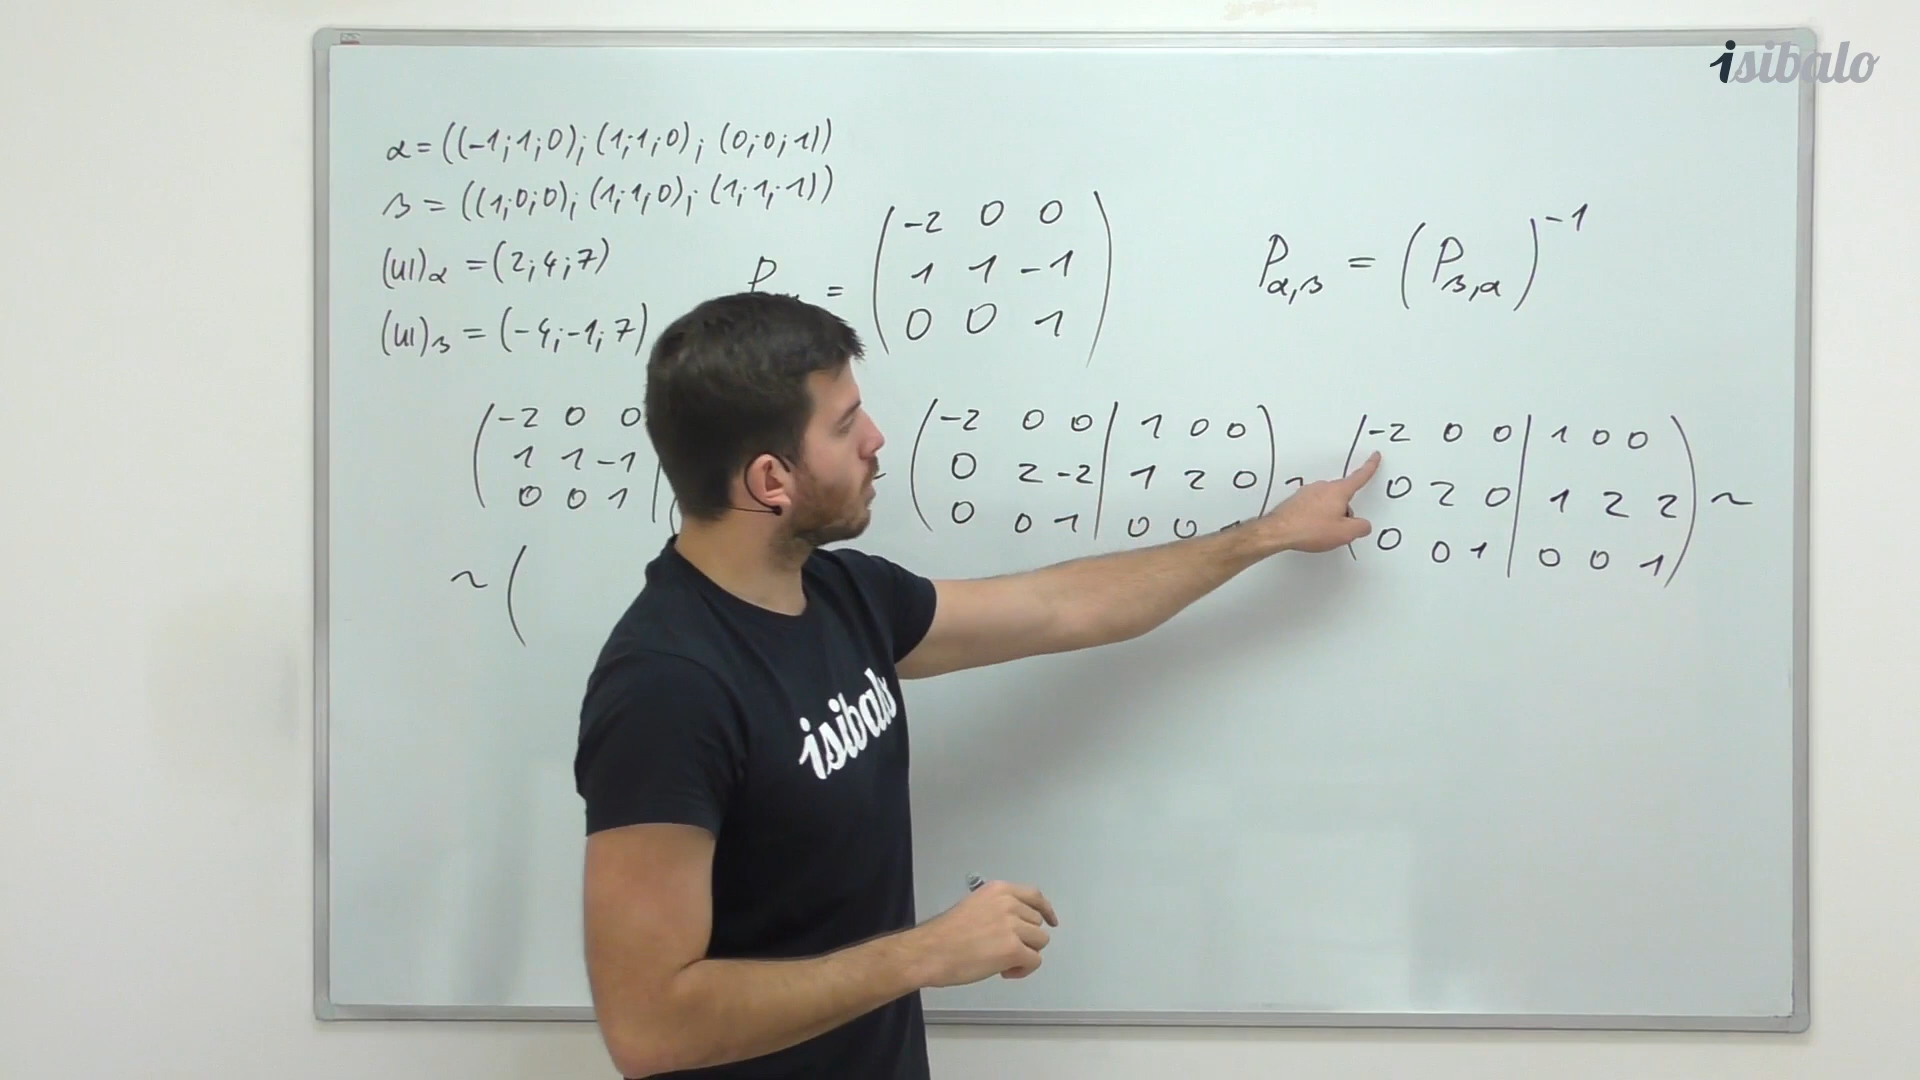 isibalo
α = ((-1;1;0); (1;1;0); (0;0;1))
β = ((1;0;0); (1;1;0); (1;1;1))
(u)α = (2;4;7)
(u)β = (-4;-1;7)
P = ( -2 0 0
1 1 -1
0 0 1 )
Pα,β = (Pβ,α)⁻¹
( -2 0 0
1 1 -1
0 0 1 |
( -2 0 0 | 1 0 0 )
0 2 -2 | 1 2 0 ~
0 0 1 | 0 0
( -2 0 0 | 1 0 0 )
0 2 0 | 1 2 2 ~
0 0 1 | 0 0 1
~ (
isibalo